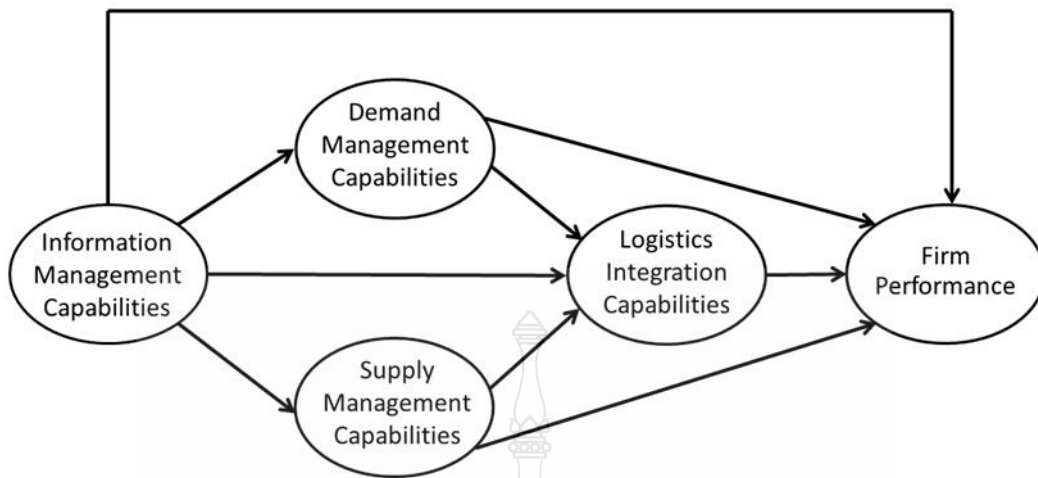 Demand
Management
Capabilities
Information
Management
Capabilities
Logistics
Integration
Capabilities
Firm
Performance
Supply
Management
Capabilities